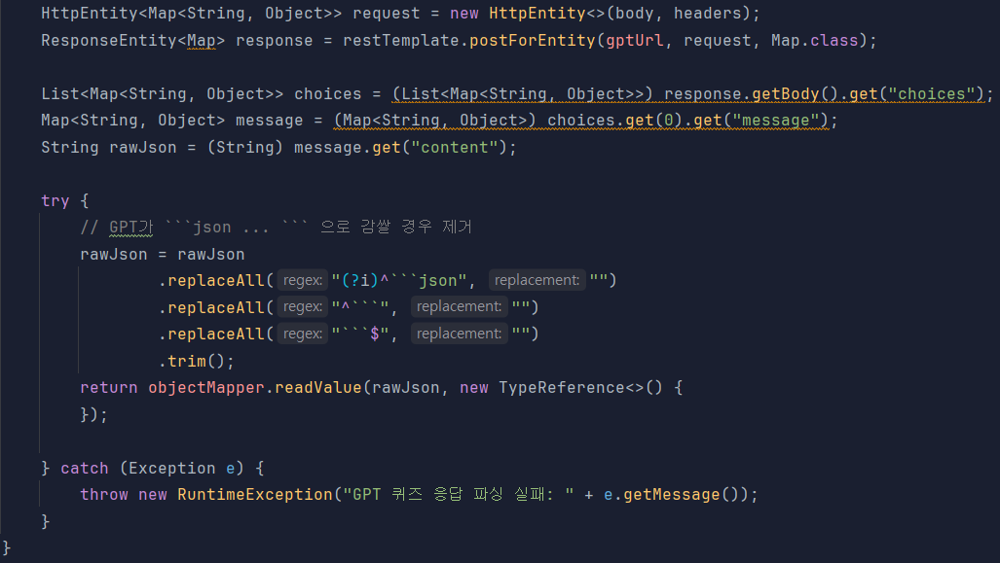 HttpEntity<Map<String, Object>> request = new HttpEntity<>(body, headers);
ResponseEntity<Map> response = restTemplate.postForEntity(gptUrl, request, Map.class);
List<Map<String, Object>> choices = (List<Map<String, Object>>) response.getBody().get("choices");
Map<String, Object> message = (Map<String, Object>) choices.get(0).get("message");
String rawJson = (String) message.get("content");
try {
// GPT가 ```json ... ``` 으로 감쌀 경우 제거
rawJson = rawJson
.replaceAll( regex: "(?i)^```json", replacement: "")
.replaceAll( regex: "^```", replacement: "")
.replaceAll( regex: "```$", replacement: "")
.trim();
return objectMapper.readValue(rawJson, new TypeReference<>() {
});
} catch (Exception e) {
throw new RuntimeException("GPT 퀴즈 응답 파싱 실패: " + e.getMessage());
}
}